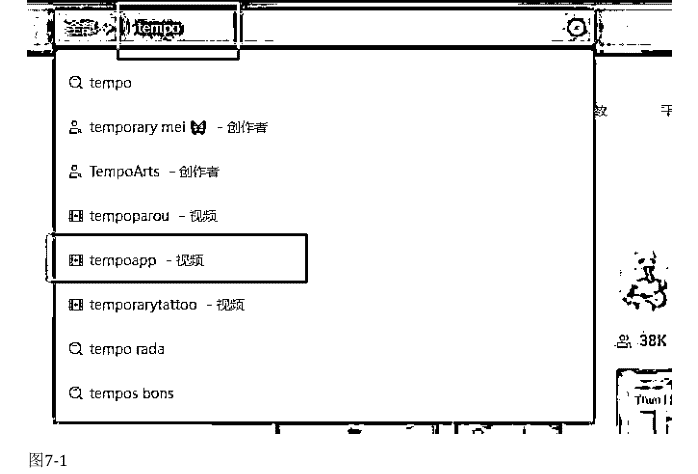 全部 tempo
tempo
temporary mei - 创作者
TempoArts - 创作者
tempoparou - 视频
tempoapp - 视频
temporarytattoo - 视频
tempo rada
tempos bons
38K
图7-1